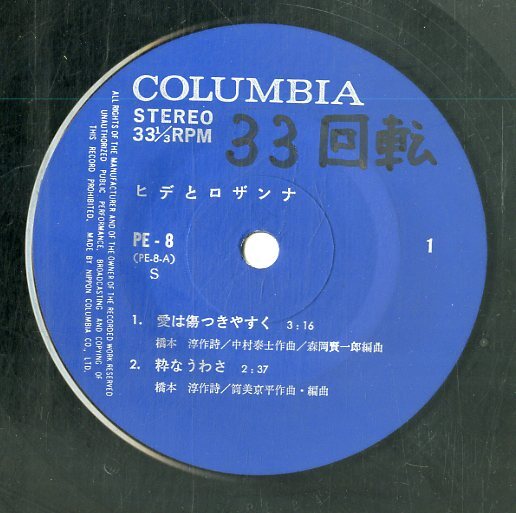 COLUMBIA
STEREO
33⅓RPM
33回転
ヒデとロザンナ
PE-8
(PE-8-A)
S
1
1. 愛は傷つきやすく 3:16
橋本 淳作詩/中村泰士作曲/森岡賢一郎編曲
2. 粋なうわさ 2:37
橋本 淳作詩/筒美京平作曲・編曲
ALL RIGHTS OF THE MANUFACTURER AND OF THE OWNER OF THE RECORDED WORK RESERVED
UNAUTHORIZED PUBLIC PERFORMANCE, BROADCASTING AND COPYING OF
THIS RECORD PROHIBITED. MADE BY NIPPON COLUMBIA CO., LTD.